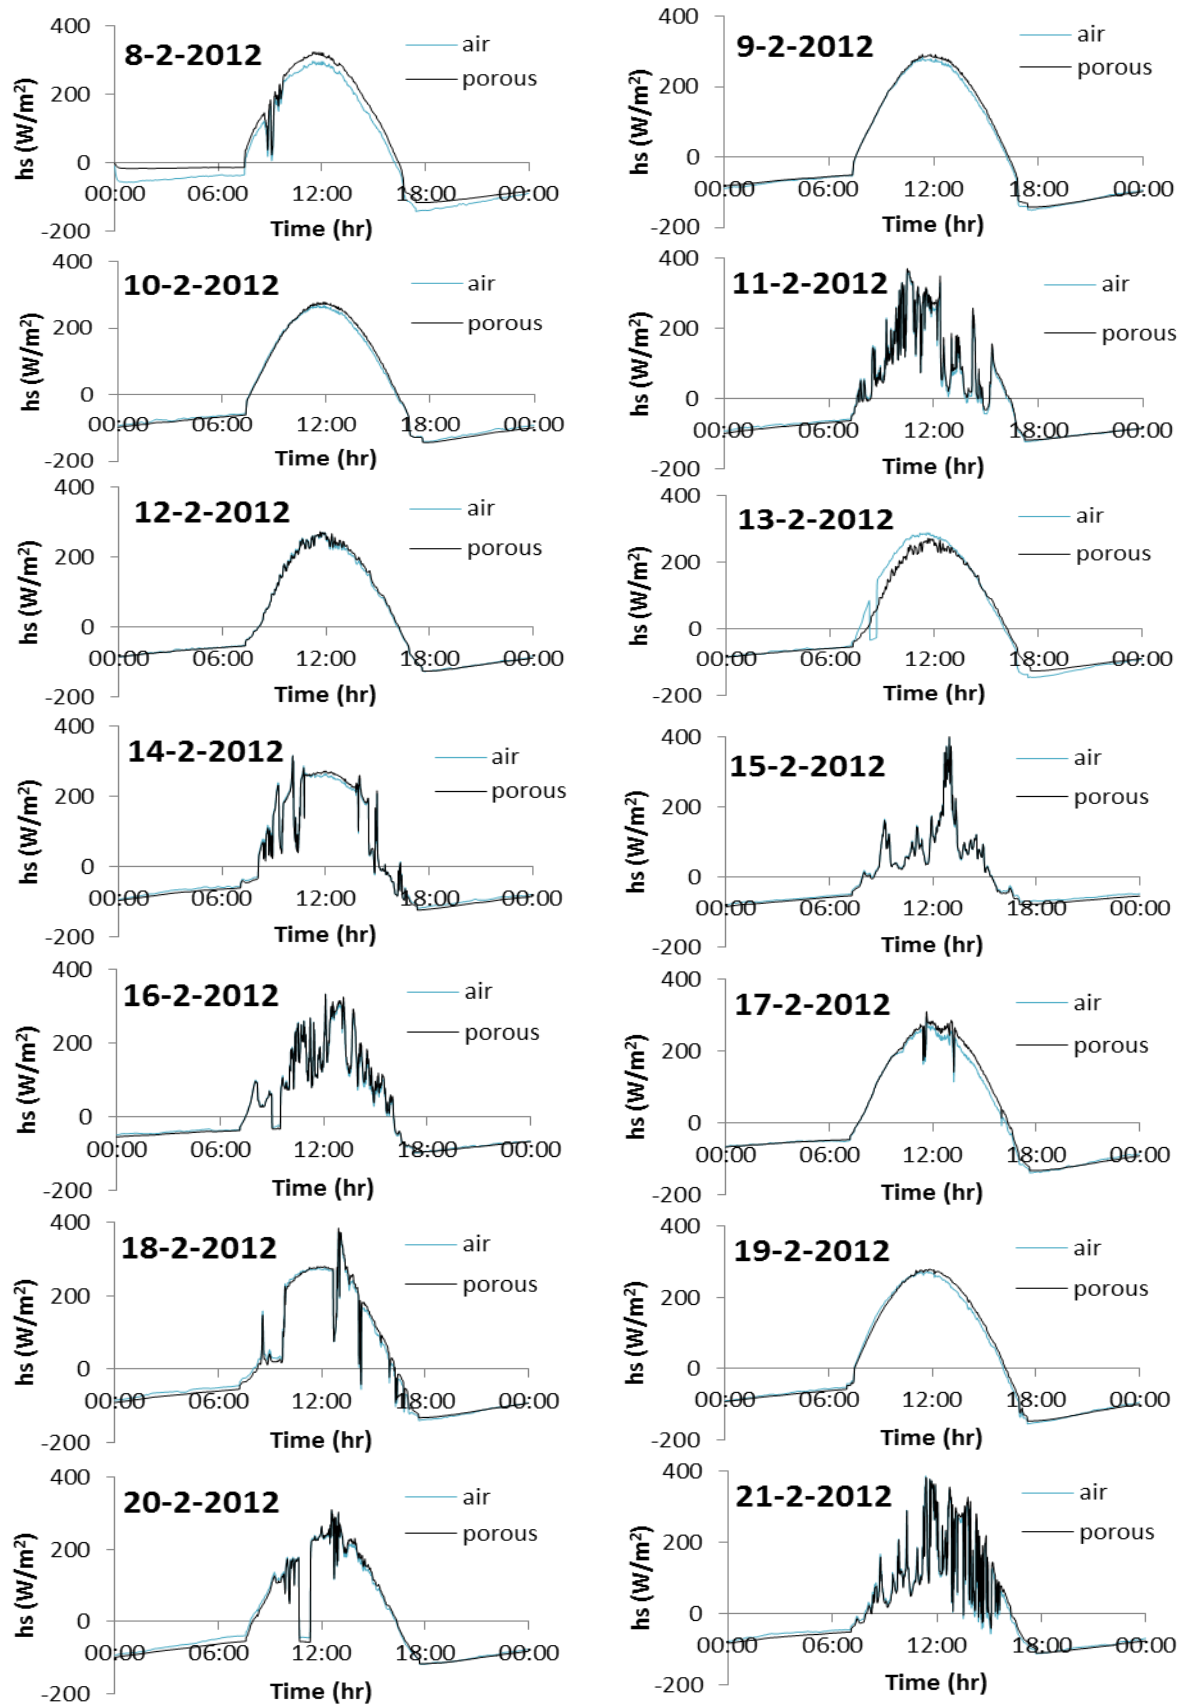 400
8-2-2012
air
porous
200
0
-200
hs (W/m²)
00:00 06:00 12:00 18:00 00:00
Time (hr)
400
9-2-2012
air
porous
200
0
-200
hs (W/m²)
00:00 06:00 12:00 18:00 00:00
Time (hr)
400
10-2-2012
air
porous
200
0
-200
hs (W/m²)
00:00 06:00 12:00 18:00 00:00
Time (hr)
400
11-2-2012
air
porous
200
0
-200
hs (W/m²)
00:00 06:00 12:00 18:00 00:00
Time (hr)
400
12-2-2012
air
porous
200
0
-200
hs (W/m²)
00:00 06:00 12:00 18:00 00:00
Time (hr)
400
13-2-2012
air
porous
200
0
-200
hs (W/m²)
00:00 06:00 12:00 18:00 00:00
Time (hr)
400
14-2-2012
air
porous
200
0
-200
hs (W/m²)
00:00 06:00 12:00 18:00 00:00
Time (hr)
400
15-2-2012
air
porous
200
0
-200
hs (W/m²)
00:00 06:00 12:00 18:00 00:00
Time (hr)
400
16-2-2012
air
porous
200
0
-200
hs (W/m²)
00:00 06:00 12:00 18:00 00:00
Time (hr)
400
17-2-2012
air
porous
200
0
-200
hs (W/m²)
00:00 06:00 12:00 18:00 00:00
Time (hr)
400
18-2-2012
air
porous
200
0
-200
hs (W/m²)
00:00 06:00 12:00 18:00 00:00
Time (hr)
400
19-2-2012
air
porous
200
0
-200
hs (W/m²)
00:00 06:00 12:00 18:00 00:00
Time (hr)
400
20-2-2012
air
porous
200
0
-200
hs (W/m²)
00:00 06:00 12:00 18:00 00:00
Time (hr)
400
21-2-2012
air
porous
200
0
-200
hs (W/m²)
00:00 06:00 12:00 18:00 00:00
Time (hr)